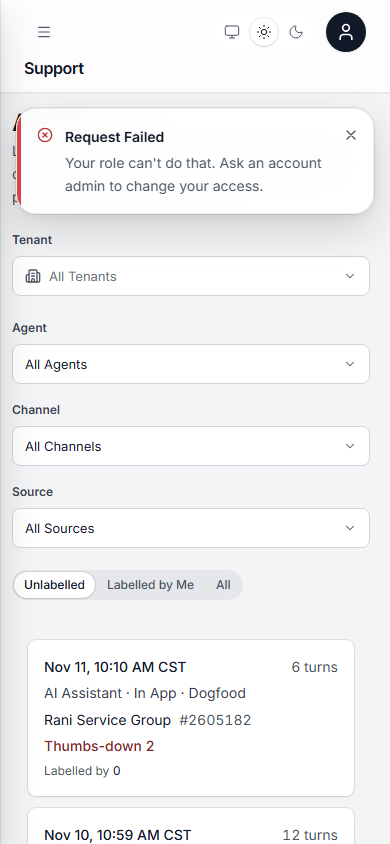 Support
Request Failed
Your role can't do that. Ask an account
admin to change your access.
Tenant
All Tenants
Agent
All Agents
Channel
All Channels
Source
All Sources
Unlabelled
Labelled by Me
All
Nov 11, 10:10 AM CST
6 turns
AI Assistant · In App · Dogfood
Rani Service Group #2605182
Thumbs-down 2
Labelled by 0
Nov 10, 10:59 AM CST
12 turns